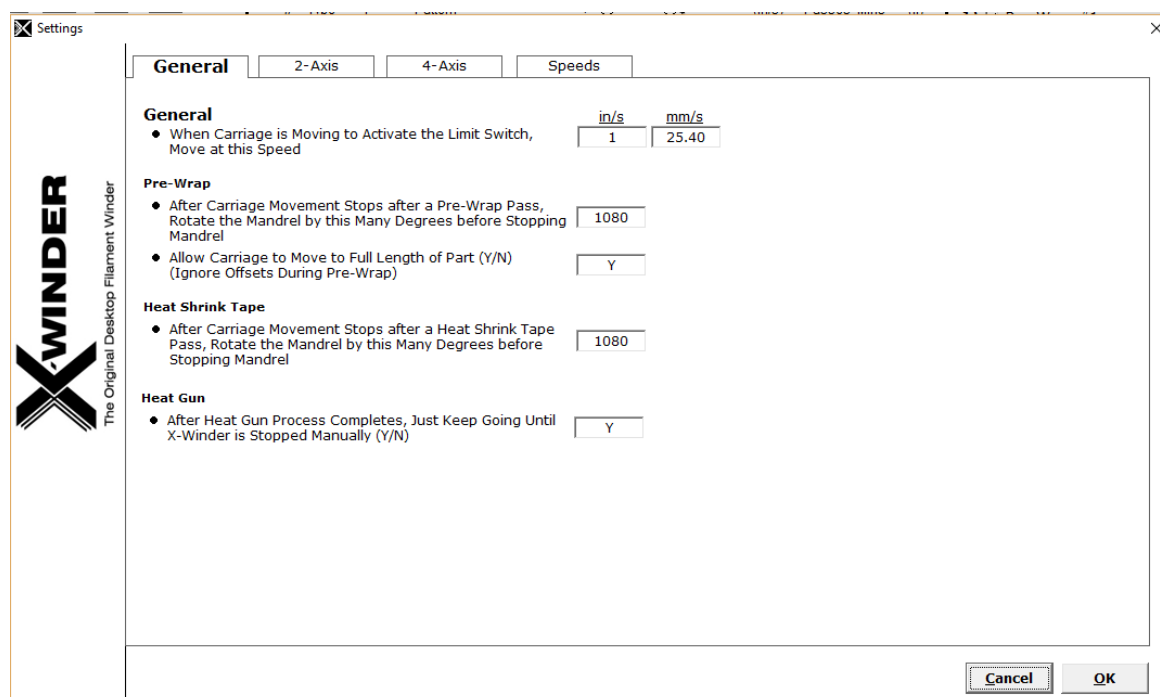 Settings
General
2-Axis
4-Axis
Speeds
General
in/s
mm/s
● When Carriage is Moving to Activate the Limit Switch,
Move at this Speed
1
25.40
Pre-Wrap
● After Carriage Movement Stops after a Pre-Wrap Pass,
Rotate the Mandrel by this Many Degrees before Stopping
Mandrel
1080
● Allow Carriage to Move to Full Length of Part (Y/N)
(Ignore Offsets During Pre-Wrap)
Y
Heat Shrink Tape
● After Carriage Movement Stops after a Heat Shrink Tape
Pass, Rotate the Mandrel by this Many Degrees before
Stopping Mandrel
1080
Heat Gun
● After Heat Gun Process Completes, Just Keep Going Until
X-Winder is Stopped Manually (Y/N)
Y
X-WINDER
The Original Desktop Filament Winder
Cancel
OK